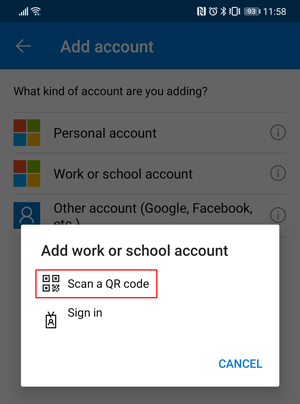 93 11:58
Add account
What kind of account are you adding?
Personal account
Work or school account
Other account (Google, Facebook,
etc.)
Add work or school account
Scan a QR code
Sign in
CANCEL